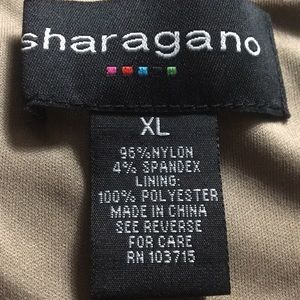 sharagano
XL
96%NYLON
4% SPANDEX
LINING:
100% POLYESTER
MADE IN CHINA
SEE REVERSE
FOR CARE
RN 103715